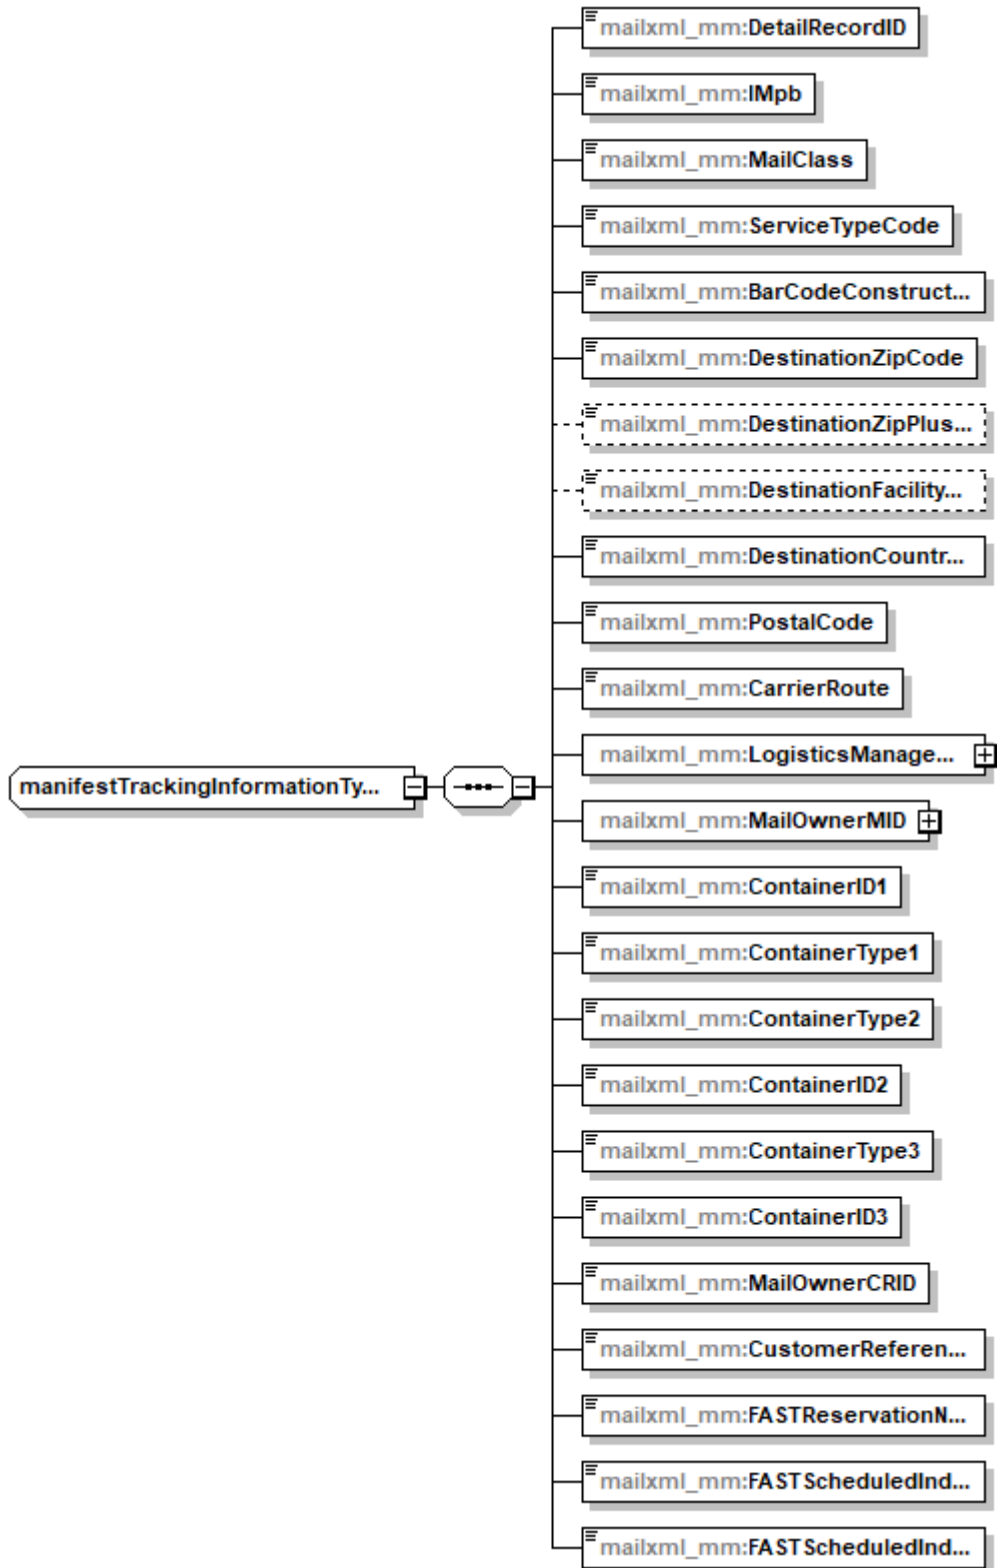 mailxml_mm:DetailRecordID
mailxml_mm:IMpb
mailxml_mm:MailClass
mailxml_mm:ServiceTypeCode
mailxml_mm:BarCodeConstruct...
mailxml_mm:DestinationZipCode
mailxml_mm:DestinationZipPlus...
mailxml_mm:DestinationFacility...
mailxml_mm:DestinationCountr...
mailxml_mm:PostalCode
mailxml_mm:CarrierRoute
mailxml_mm:LogisticsManage...
manifestTrackingInformationTy...
mailxml_mm:MailOwnerMID
mailxml_mm:ContainerID1
mailxml_mm:ContainerType1
mailxml_mm:ContainerType2
mailxml_mm:ContainerID2
mailxml_mm:ContainerType3
mailxml_mm:ContainerID3
mailxml_mm:MailOwnerCRID
mailxml_mm:CustomerReferen...
mailxml_mm:FASTReservationN...
mailxml_mm:FASTScheduledInd...
mailxml_mm:FASTScheduledInd...